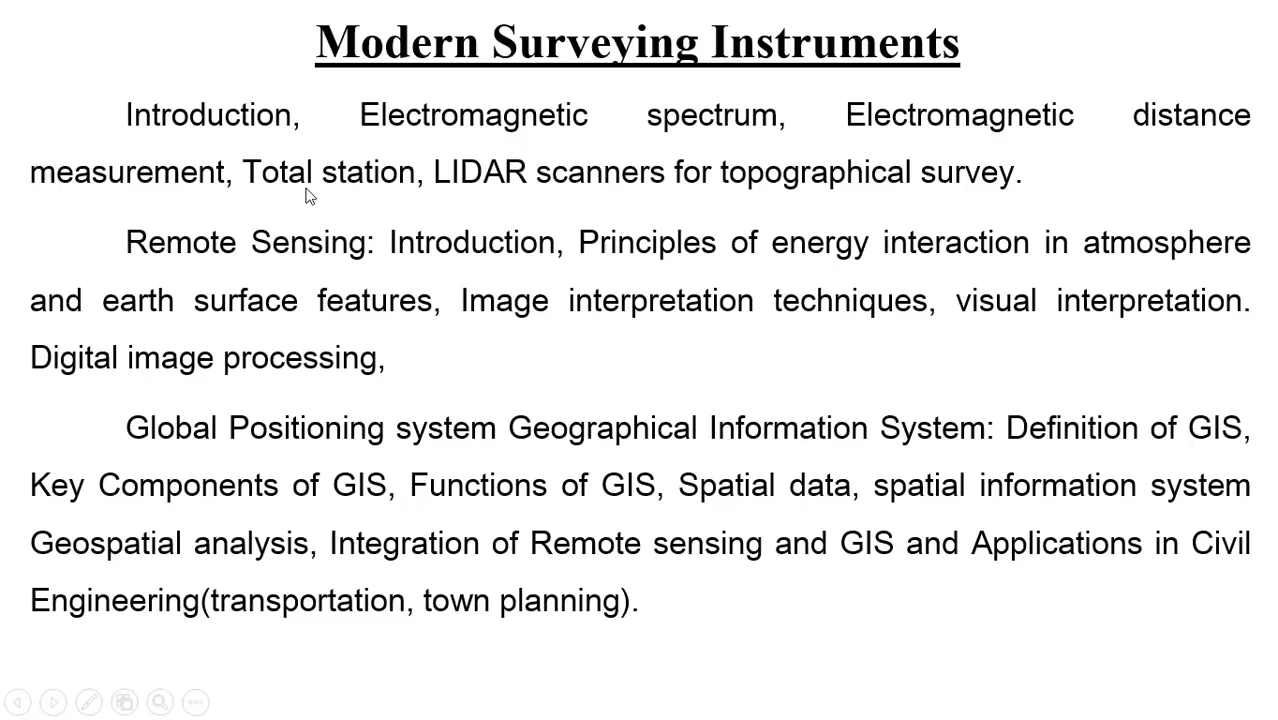 Modern Surveying Instruments
Introduction, Electromagnetic spectrum, Electromagnetic distance
measurement, Total station, LIDAR scanners for topographical survey.
Remote Sensing: Introduction, Principles of energy interaction in atmosphere
and earth surface features, Image interpretation techniques, visual interpretation.
Digital image processing,
Global Positioning system Geographical Information System: Definition of GIS,
Key Components of GIS, Functions of GIS, Spatial data, spatial information system
Geospatial analysis, Integration of Remote sensing and GIS and Applications in Civil
Engineering(transportation, town planning).